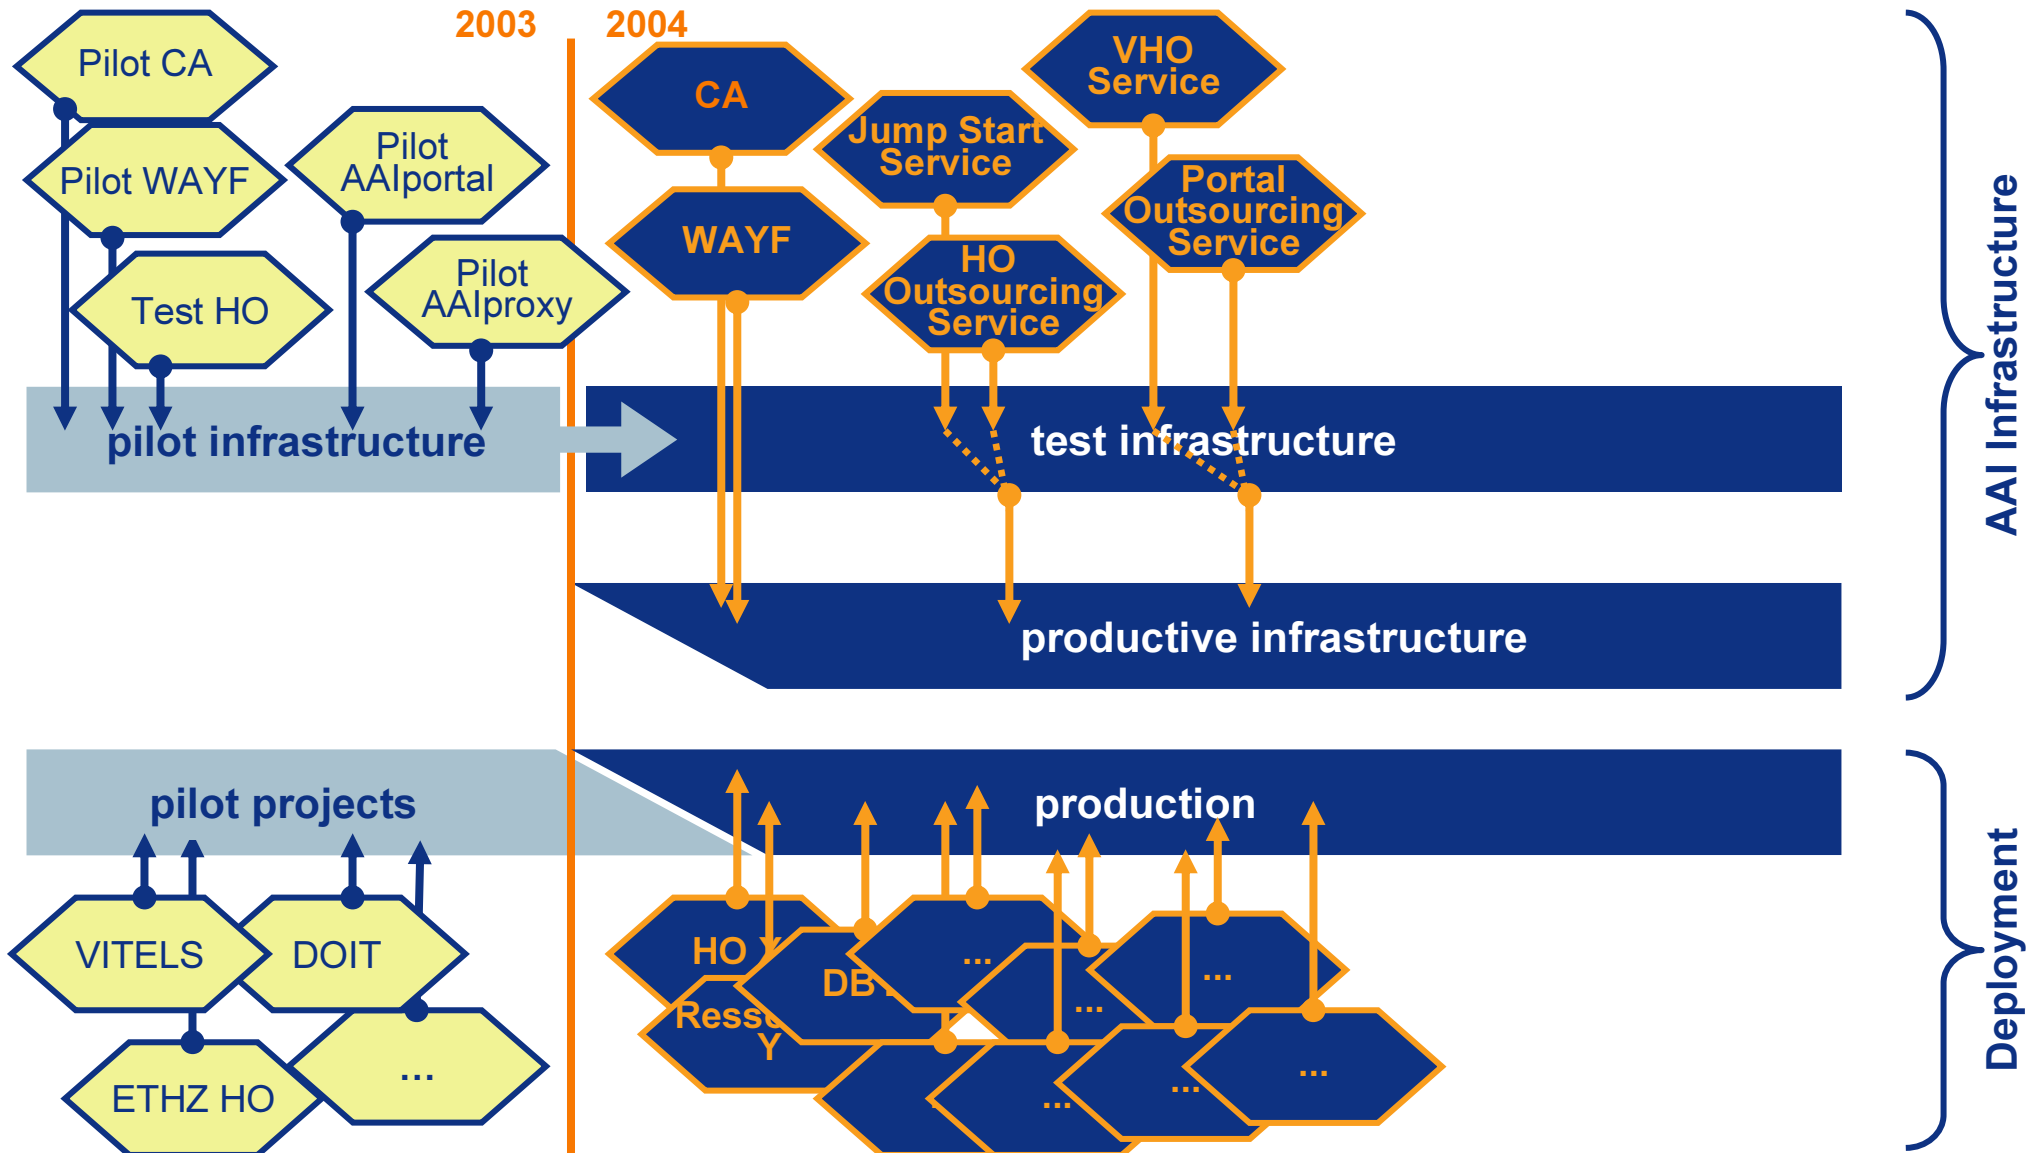 2003
2004
Pilot CA
Pilot WAYF
Test HO
Pilot
AAIportal
Pilot
AAIproxy
CA
WAYF
Jump Start
Service
HO
Outsourcing
Service
VHO
Service
Portal
Outsourcing
Service
pilot infrastructure
test infrastructure
productive infrastructure
AAI Infrastructure
pilot projects
production
VITELS
DOIT
ETHZ HO
...
HO
Y
DB
...
...
...
...
...
...
Deployment